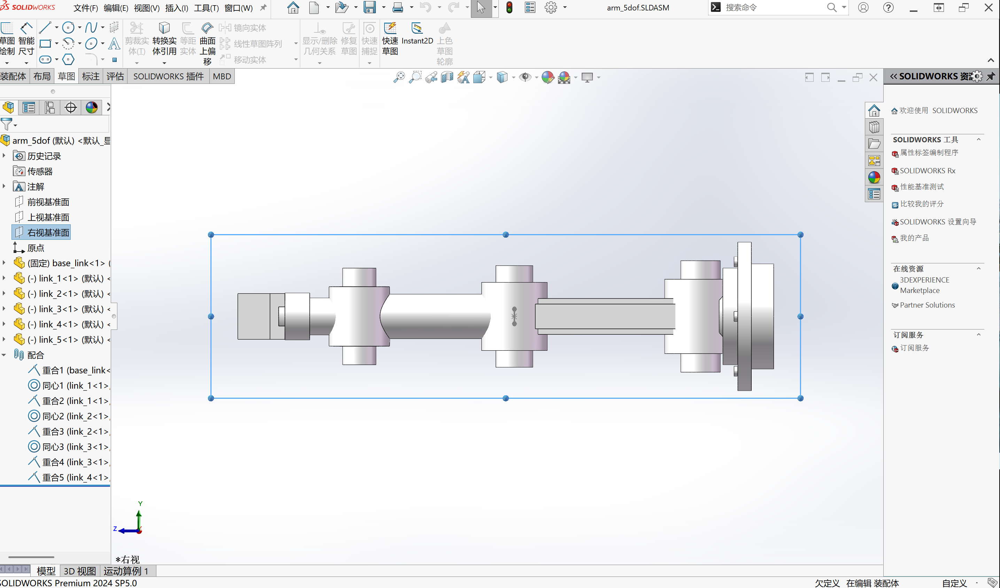 SOLIDWORKS 文件(F) 编辑(E) 视图(V) 插入(I) 工具(T) 窗口(W) arm_5dof.SLDASM 搜索命令
草图绘制 智能尺寸 剪裁实体(T) 转换实体引用 等距实体 曲面上偏移 镜向实体 线性草图阵列 移动实体 显示/删除几何关系 修复草图 快速捕捉 快速草图 Instant2D 上色草图轮廓
装配体 布局 草图 标注 评估 SOLIDWORKS 插件 MBD
arm_5dof (默认) <默认_显
历史记录
传感器
注解
前视基准面
上视基准面
右视基准面
原点
(固定) base_link<1> (
(-) link_1<1> (默认) <
(-) link_2<1> (默认) <
(-) link_3<1> (默认) <
(-) link_4<1> (默认) <
(-) link_5<1> (默认) <
配合
重合1 (base_link<
同心1 (link_1<1>,
重合2 (link_1<1>,
同心2 (link_2<1>,
重合3 (link_2<1>,
同心3 (link_3<1>,
重合4 (link_3<1>,
重合5 (link_4<1>,
Y
Z
*右视
SOLIDWORKS 资源
欢迎使用 SOLIDWORKS
SOLIDWORKS 工具
属性标签编制程序
SOLIDWORKS Rx
性能基准测试
比较我的评分
SOLIDWORKS 设置向导
我的产品
在线资源
3DEXPERIENCE
Marketplace
Partner Solutions
订阅服务
订阅服务
模型 3D 视图 运动算例 1
SOLIDWORKS Premium 2024 SP5.0 欠定义 在编辑 装配体 自定义